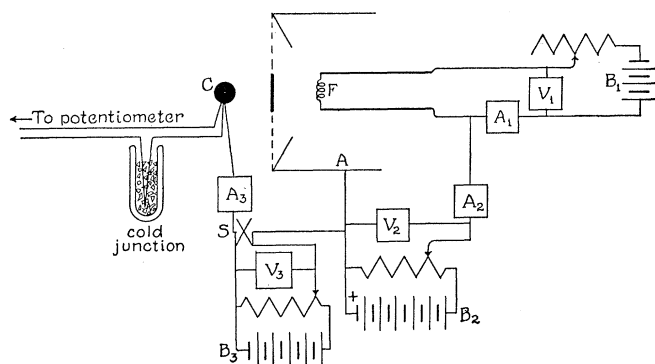 C
F
V₁
B₁
To potentiometer
A₁
A
A₃
A₂
cold
junction
S
V₂
V₃
+
B₂
B₃